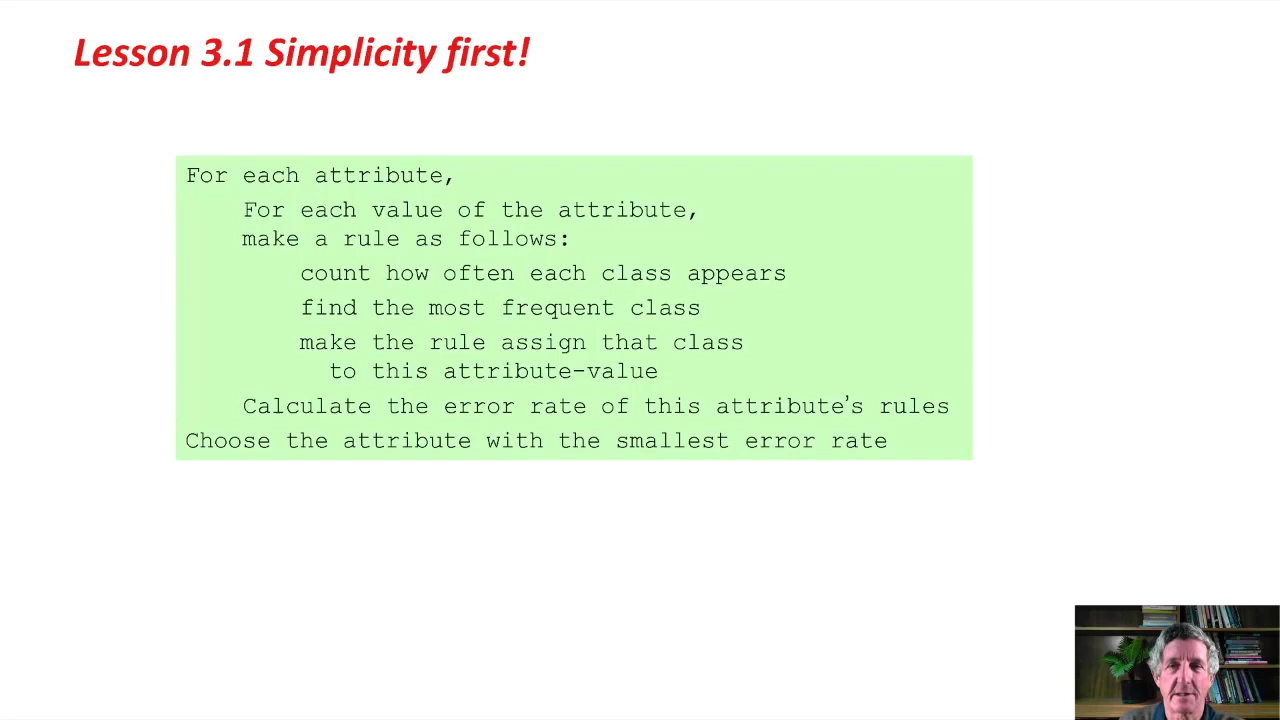 Lesson 3.1 Simplicity first!
For each attribute,
For each value of the attribute,
make a rule as follows:
count how often each class appears
find the most frequent class
make the rule assign that class
to this attribute-value
Calculate the error rate of this attribute’s rules
Choose the attribute with the smallest error rate